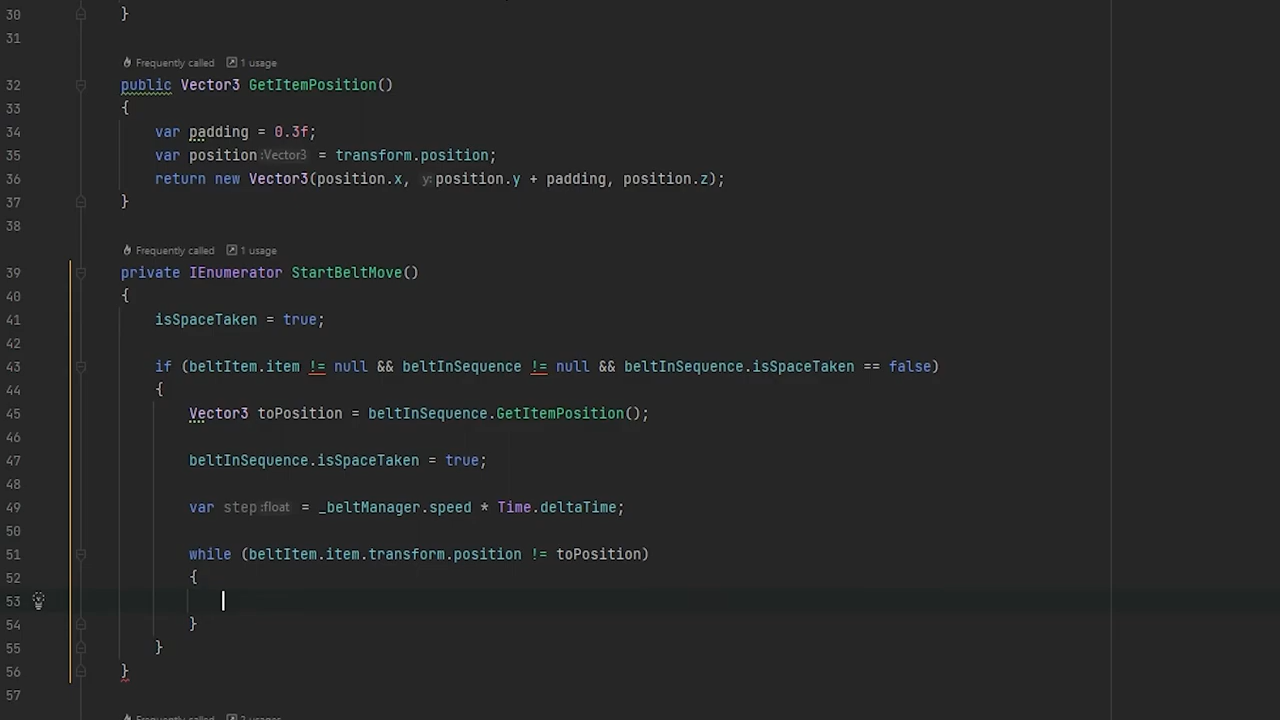 30 }
31
Frequently called 1 usage
32 public Vector3 GetItemPosition()
33 {
34 var padding = 0.3f;
35 var position :Vector3 = transform.position;
36 return new Vector3(position.x, y: position.y + padding, position.z);
37 }
38
Frequently called 1 usage
39 private IEnumerator StartBeltMove()
40 {
41 isSpaceTaken = true;
42
43 if (beltItem.item != null && beltInSequence != null && beltInSequence.isSpaceTaken == false)
44 {
45 Vector3 toPosition = beltInSequence.GetItemPosition();
46
47 beltInSequence.isSpaceTaken = true;
48
49 var step :float = _beltManager.speed * Time.deltaTime;
50
51 while (beltItem.item.transform.position != toPosition)
52 {
53
54 }
55 }
56 }
57
Frequently called 2 usages